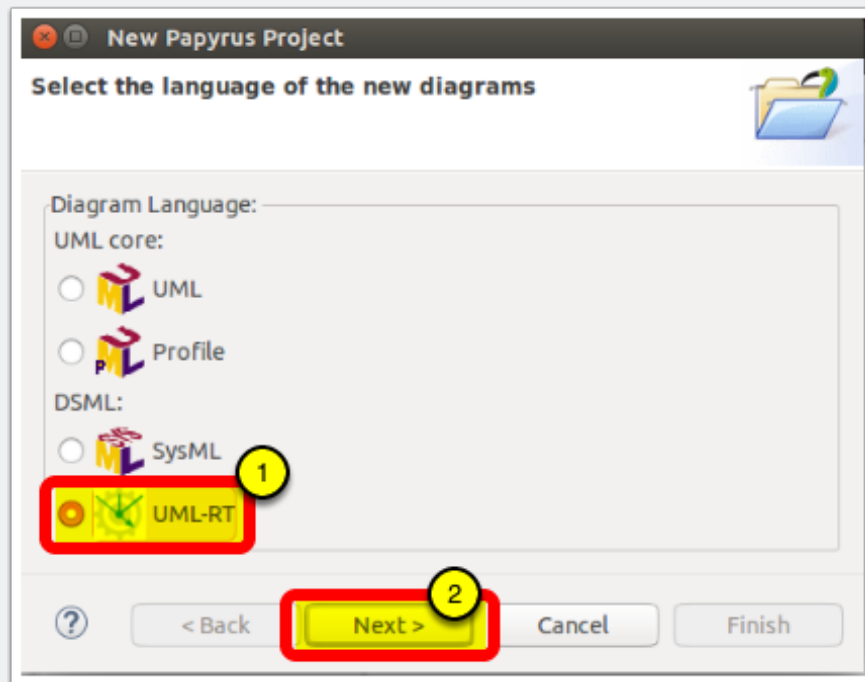 New Papyrus Project
Select the language of the new diagrams
Diagram Language:
UML core:
UML
Profile
DSML:
SysML
1
UML-RT
2
< Back Next > Cancel Finish